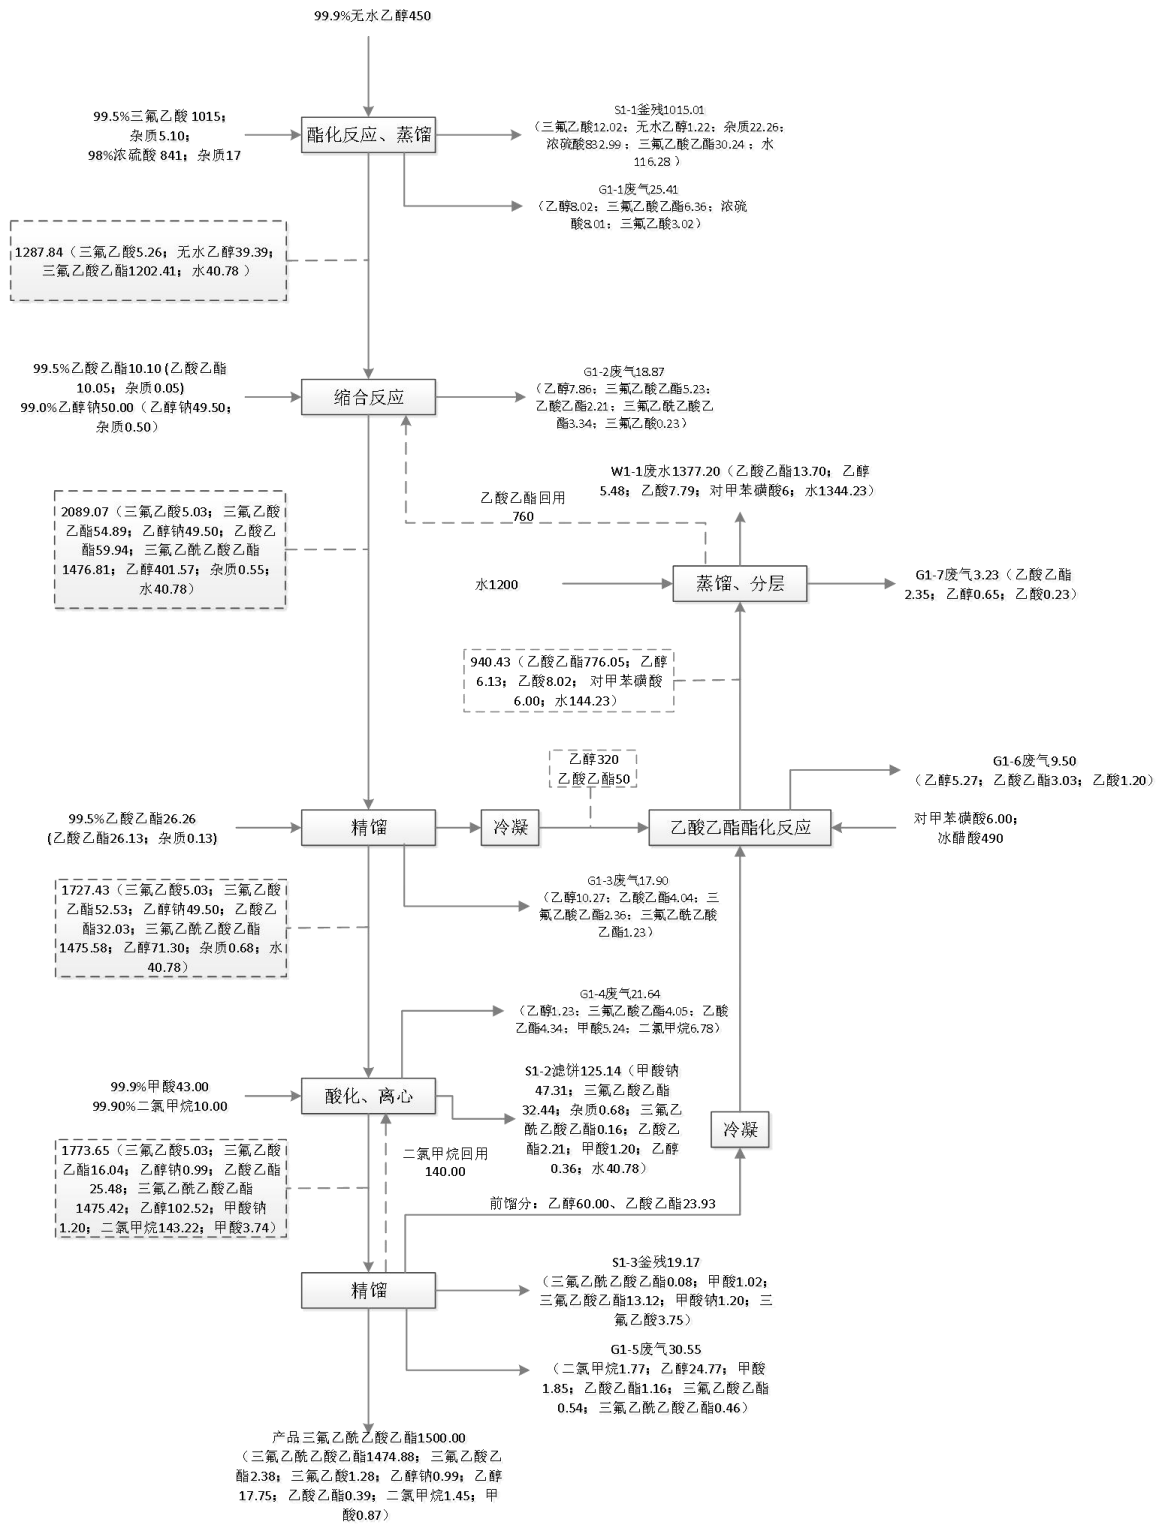 99.9%无水乙醇450
99.5%三氟乙酸 1015；
杂质5.10；
98%浓硫酸 841；杂质17
酯化反应、蒸馏
S1-1釜残1015.01
（三氟乙酸12.02；无水乙醇1.22；杂质22.26；
浓硫酸832.99；三氟乙酸乙酯30.24；水
116.28）
G1-1废气25.41
（乙醇8.02；三氟乙酸乙酯6.36；浓硫
酸8.01；三氟乙酸3.02）
1287.84（三氟乙酸5.26；无水乙醇39.39；
三氟乙酸乙酯1202.41；水40.78 ）
99.5%乙酸乙酯10.10 (乙酸乙酯
10.05；杂质0.05)
99.0%乙醇钠50.00（乙醇钠49.50；
杂质0.50）
缩合反应
G1-2废气18.87
（乙醇7.86；三氟乙酸乙酯5.23；
乙酸乙酯2.21；三氟乙酰乙酸乙
酯3.34；三氟乙酸0.23）
W1-1废水1377.20（乙酸乙酯13.70；乙醇
5.48；乙酸7.79；对甲苯磺酸6；水1344.23）
乙酸乙酯回用
760
2089.07（三氟乙酸5.03；三氟乙酸
乙酯54.89；乙醇钠49.50；乙酸乙
酯59.94；三氟乙酰乙酸乙酯
1476.81；乙醇401.57；杂质0.55；
水40.78）
水1200
蒸馏、分层
G1-7废气3.23（乙酸乙酯
2.35；乙醇0.65；乙酸0.23）
940.43（乙酸乙酯776.05；乙醇
6.13；乙酸8.02； 对甲苯磺酸
6.00；水144.23）
乙醇320
乙酸乙酯50
G1-6废气9.50
（乙醇5.27；乙酸乙酯3.03；乙酸1.20）
99.5%乙酸乙酯26.26
(乙酸乙酯26.13；杂质0.13)
精馏
冷凝
乙酸乙酯酯化反应
对甲苯磺酸6.00；
冰醋酸490
1727.43（三氟乙酸5.03；三氟乙酸
乙酯52.53；乙醇钠49.50；乙酸乙
酯32.03；三氟乙酰乙酸乙酯
1475.58；乙醇71.30；杂质0.68；水
40.78）
G1-3废气17.90
（乙醇10.27；乙酸乙酯4.04；三
氟乙酸乙酯2.36；三氟乙酰乙酸
乙酯1.23）
G1-4废气21.64
（乙醇1.23；三氟乙酸乙酯4.05；乙酸
乙酯4.34；甲酸5.24；二氯甲烷6.78）
99.9%甲酸43.00
99.90%二氯甲烷10.00
酸化、离心
S1-2滤饼125.14（甲酸钠
47.31；三氟乙酸乙酯
32.44；杂质0.68；三氟乙
酰乙酸乙酯0.16；乙酸乙
酯2.21；甲酸1.20；乙醇
0.36；水40.78）
冷凝
1773.65（三氟乙酸5.03；三氟乙酸
乙酯16.04；乙醇钠0.99；乙酸乙酯
25.48；三氟乙酰乙酸乙酯
1475.42；乙醇102.52；甲酸钠
1.20；二氯甲烷143.22；甲酸3.74）
二氯甲烷回用
140.00
前馏分：乙醇60.00、乙酸乙酯23.93
精馏
S1-3釜残19.17
（三氟乙酰乙酸乙酯0.08；甲酸1.02；
三氟乙酸乙酯13.12；甲酸钠1.20；三
氟乙酸3.75）
G1-5废气30.55
（二氯甲烷1.77；乙醇24.77；甲酸
1.85；乙酸乙酯1.16；三氟乙酸乙酯
0.54；三氟乙酰乙酸乙酯0.46）
产品三氟乙酰乙酸乙酯1500.00
（三氟乙酰乙酸乙酯1474.88；三氟乙酸乙
酯2.38；三氟乙酸1.28；乙醇钠0.99；乙醇
17.75；乙酸乙酯0.39；二氯甲烷1.45；甲
酸0.87）